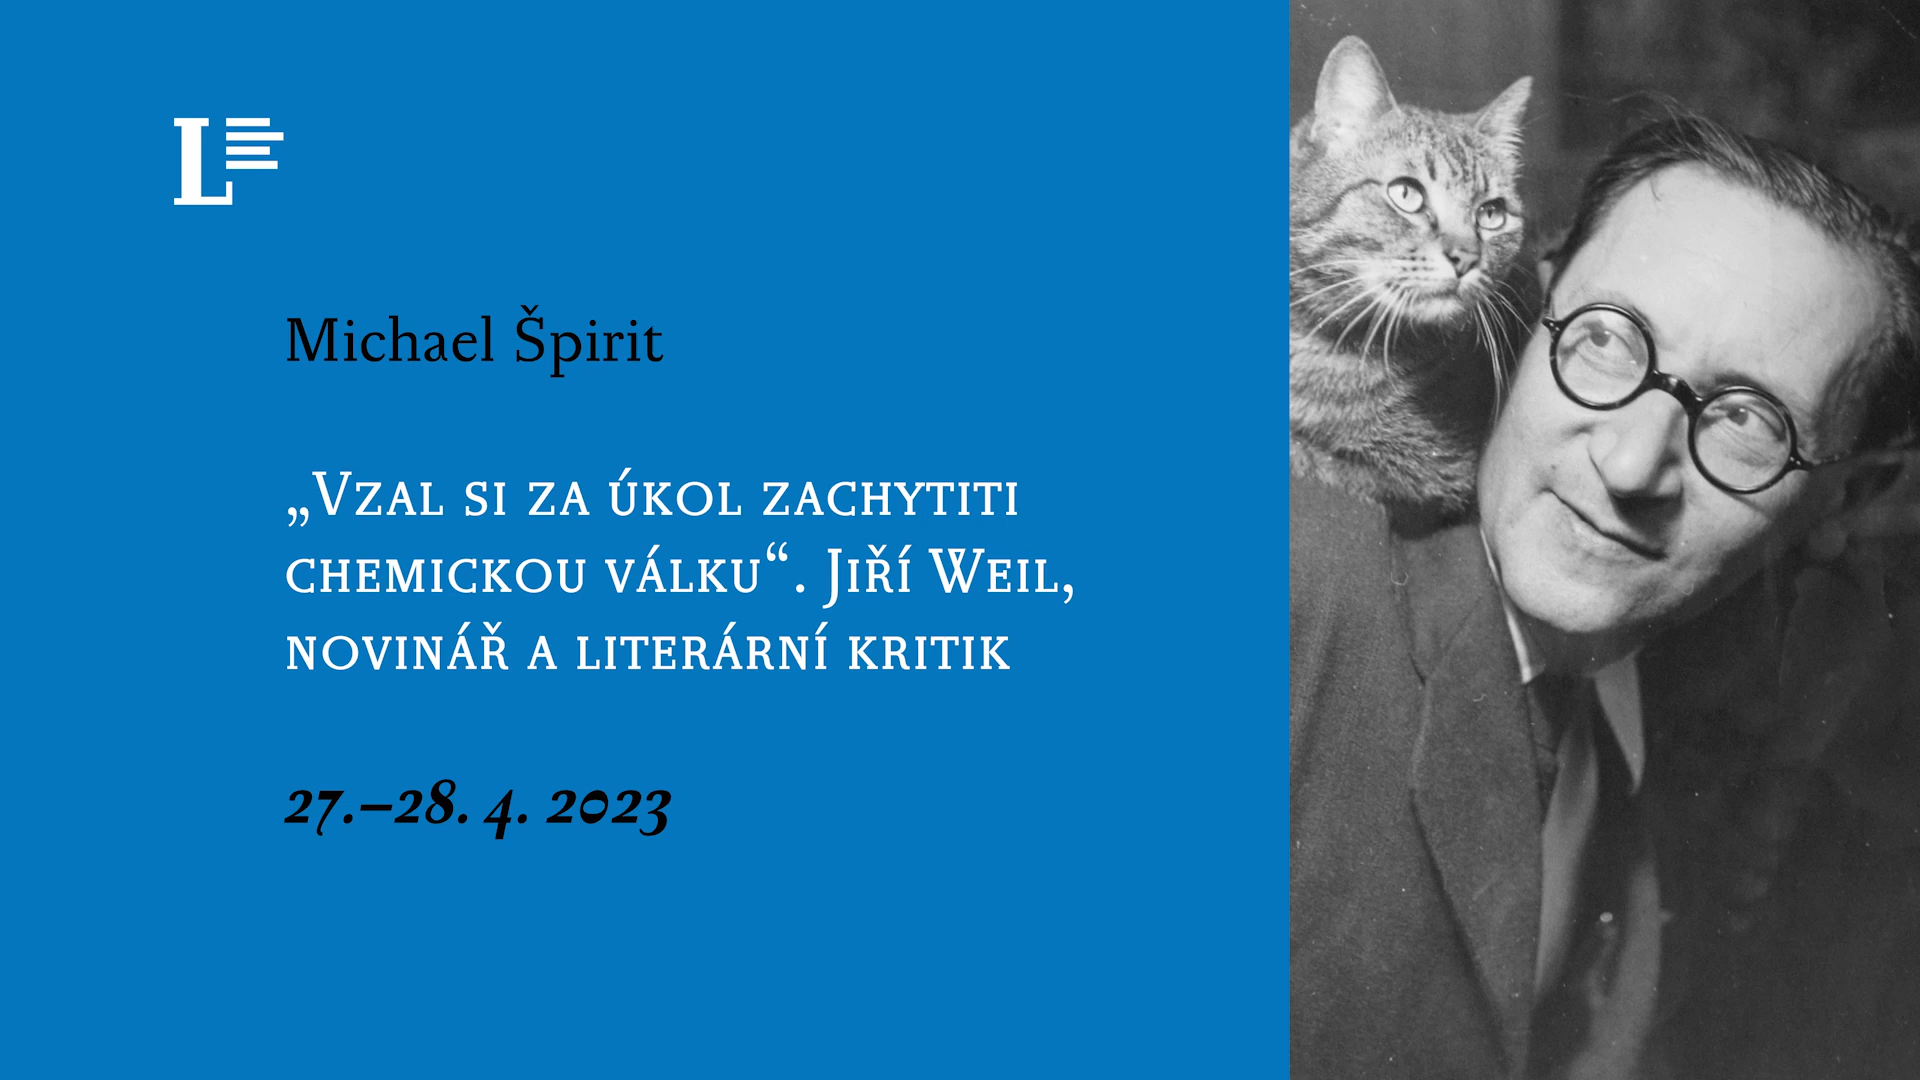 L
Michael Špirit
„Vzal si za úkol zachytiti
chemickou válku“. Jiří Weil,
novinář a literární kritik
27.–28. 4. 2023